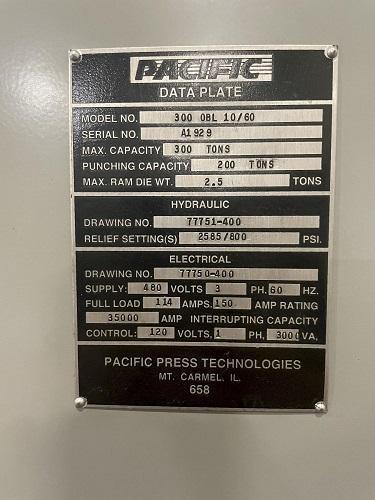 PACIFIC
DATA PLATE
MODEL NO. 300 OBL 10/60
SERIAL NO. A1929
MAX. CAPACITY 300 TONS
PUNCHING CAPACITY 200 TONS
MAX. RAM DIE WT. 2.5 TONS
HYDRAULIC
DRAWING NO. 77751-400
RELIEF SETTING(S) 2585/800 PSI.
ELECTRICAL
DRAWING NO. 77750-400
SUPPLY: 480 VOLTS 3 PH. 60 HZ.
FULL LOAD 114 AMPS. 150 AMP RATING
35000 AMP INTERRUPTING CAPACITY
CONTROL: 120 VOLTS, 1 PH, 3000 VA,
PACIFIC PRESS TECHNOLOGIES
MT. CARMEL, IL.
658